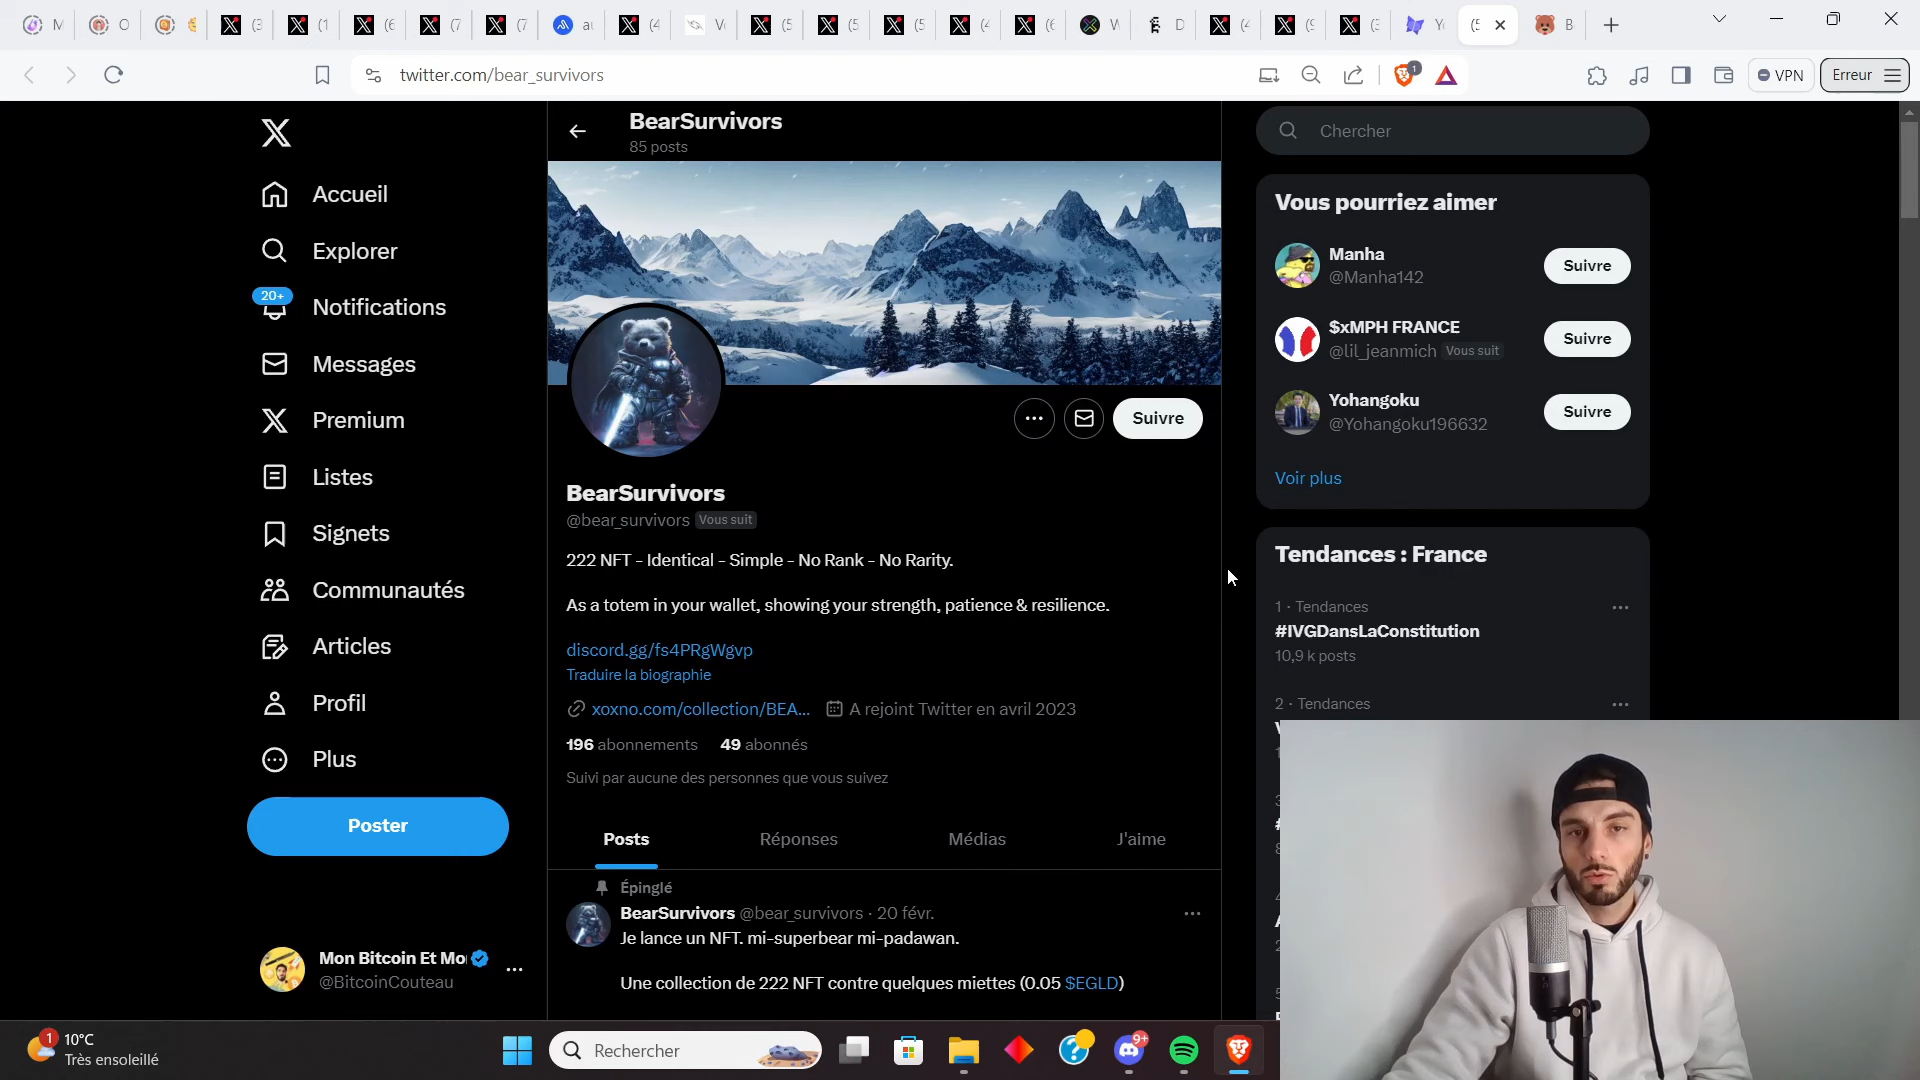 twitter.com/bear_survivors
1
VPN
Erreur
BearSurvivors
85 posts
Accueil
Explorer
20+
Notifications
Messages
Premium
Listes
Signets
Communautés
Articles
Profil
Plus
Poster
Mon Bitcoin Et Mo
@BitcoinCouteau
Suivre
BearSurvivors
@bear_survivors Vous suit
222 NFT - Identical - Simple - No Rank - No Rarity.
As a totem in your wallet, showing your strength, patience & resilience.
discord.gg/fs4PRgWgvp
Traduire la biographie
xoxno.com/collection/BEA... A rejoint Twitter en avril 2023
196 abonnements 49 abonnés
Suivi par aucune des personnes que vous suivez
Posts Réponses Médias J'aime
Épinglé
BearSurvivors @bear_survivors · 20 févr.
Je lance un NFT. mi-superbear mi-padawan.
Une collection de 222 NFT contre quelques miettes (0.05 $EGLD)
Chercher
Vous pourriez aimer
Manha
@Manha142
Suivre
$xMPH FRANCE
@lil_jeanmich Vous suit
Suivre
Yohangoku
@Yohangoku196632
Suivre
Voir plus
Tendances : France
1 · Tendances
#IVGDansLaConstitution
10,9 k posts
2 · Tendances
1
10°C
Très ensoleillé
Rechercher
9+